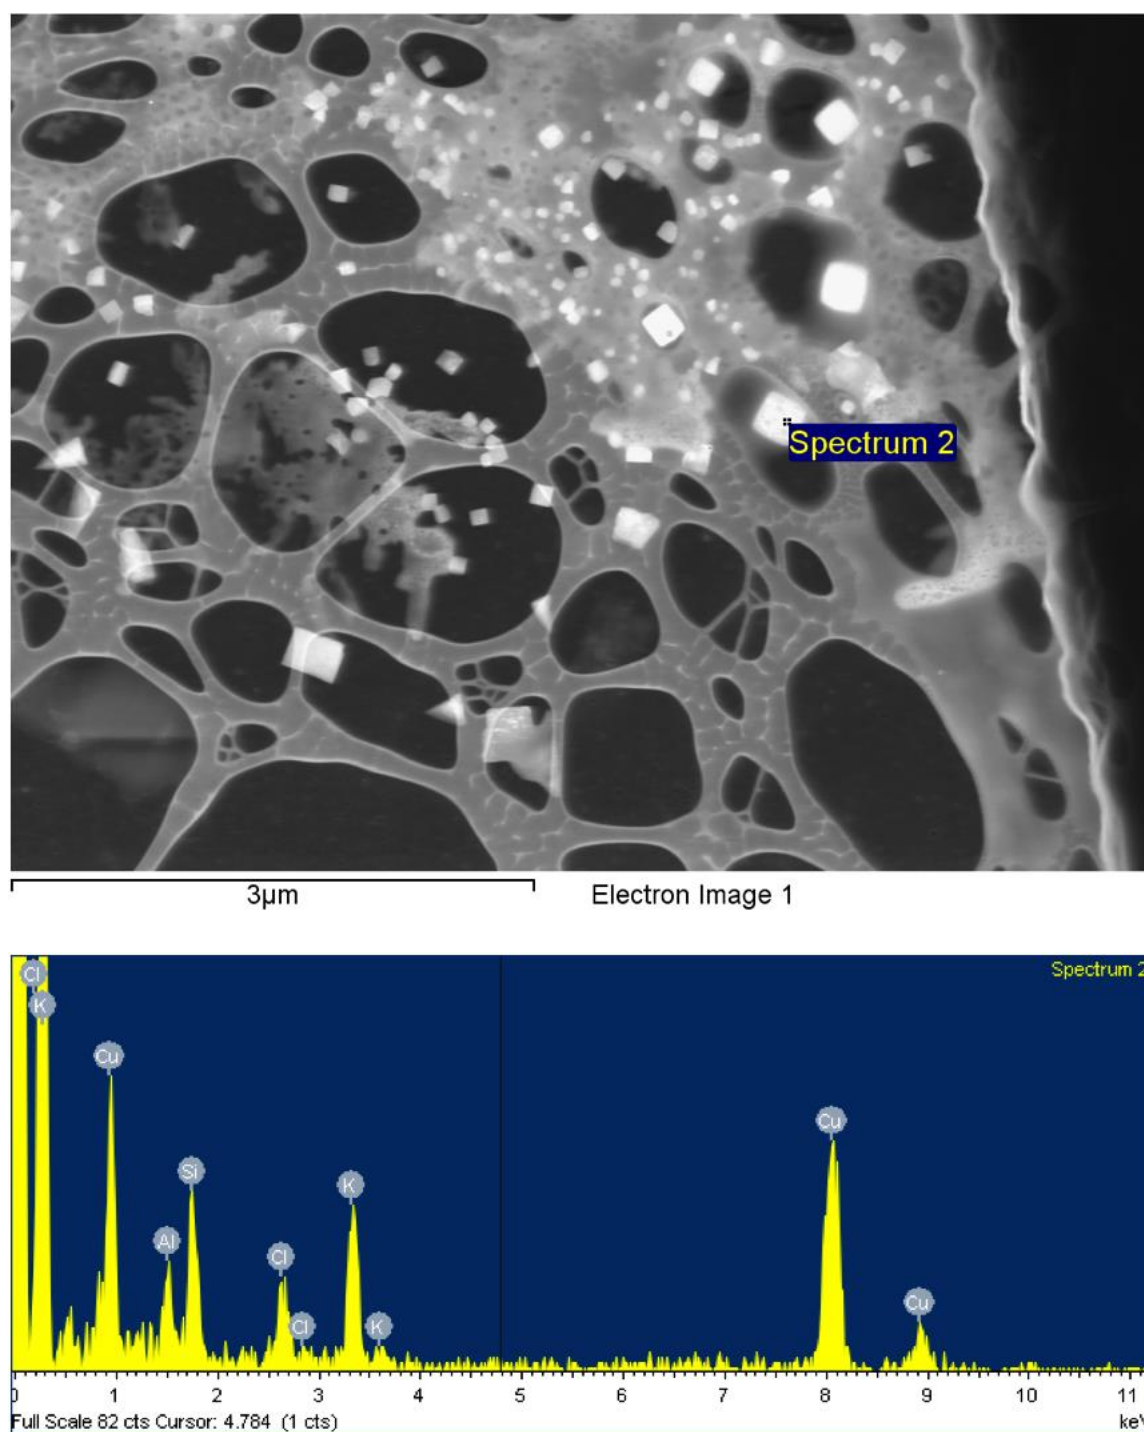 Spectrum 2
3µm
Electron Image 1
Spectrum 2
Cl
K
Cu
Cu
Si
K
Al
Cl
Cl
K
Cu
0 1 2 3 4 5 6 7 8 9 10 11
Full Scale 82 cts Cursor: 4.784 (1 cts)
keV